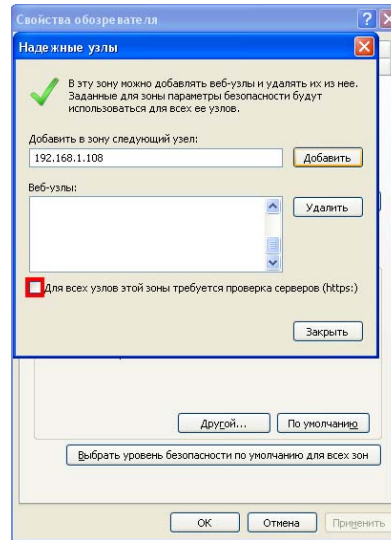 Свойства обозревателя
Надежные узлы
В эту зону можно добавлять веб-узлы и удалять их из нее.
Заданные для зоны параметры безопасности будут
использоваться для всех ее узлов.
Добавить в зону следующий узел:
192.168.1.108
Добавить
Веб-узлы:
Удалить
Для всех узлов этой зоны требуется проверка серверов (https:)
Закрыть
Другой...
По умолчанию
Выбрать уровень безопасности по умолчанию для всех зон
OK
Отмена
Применить